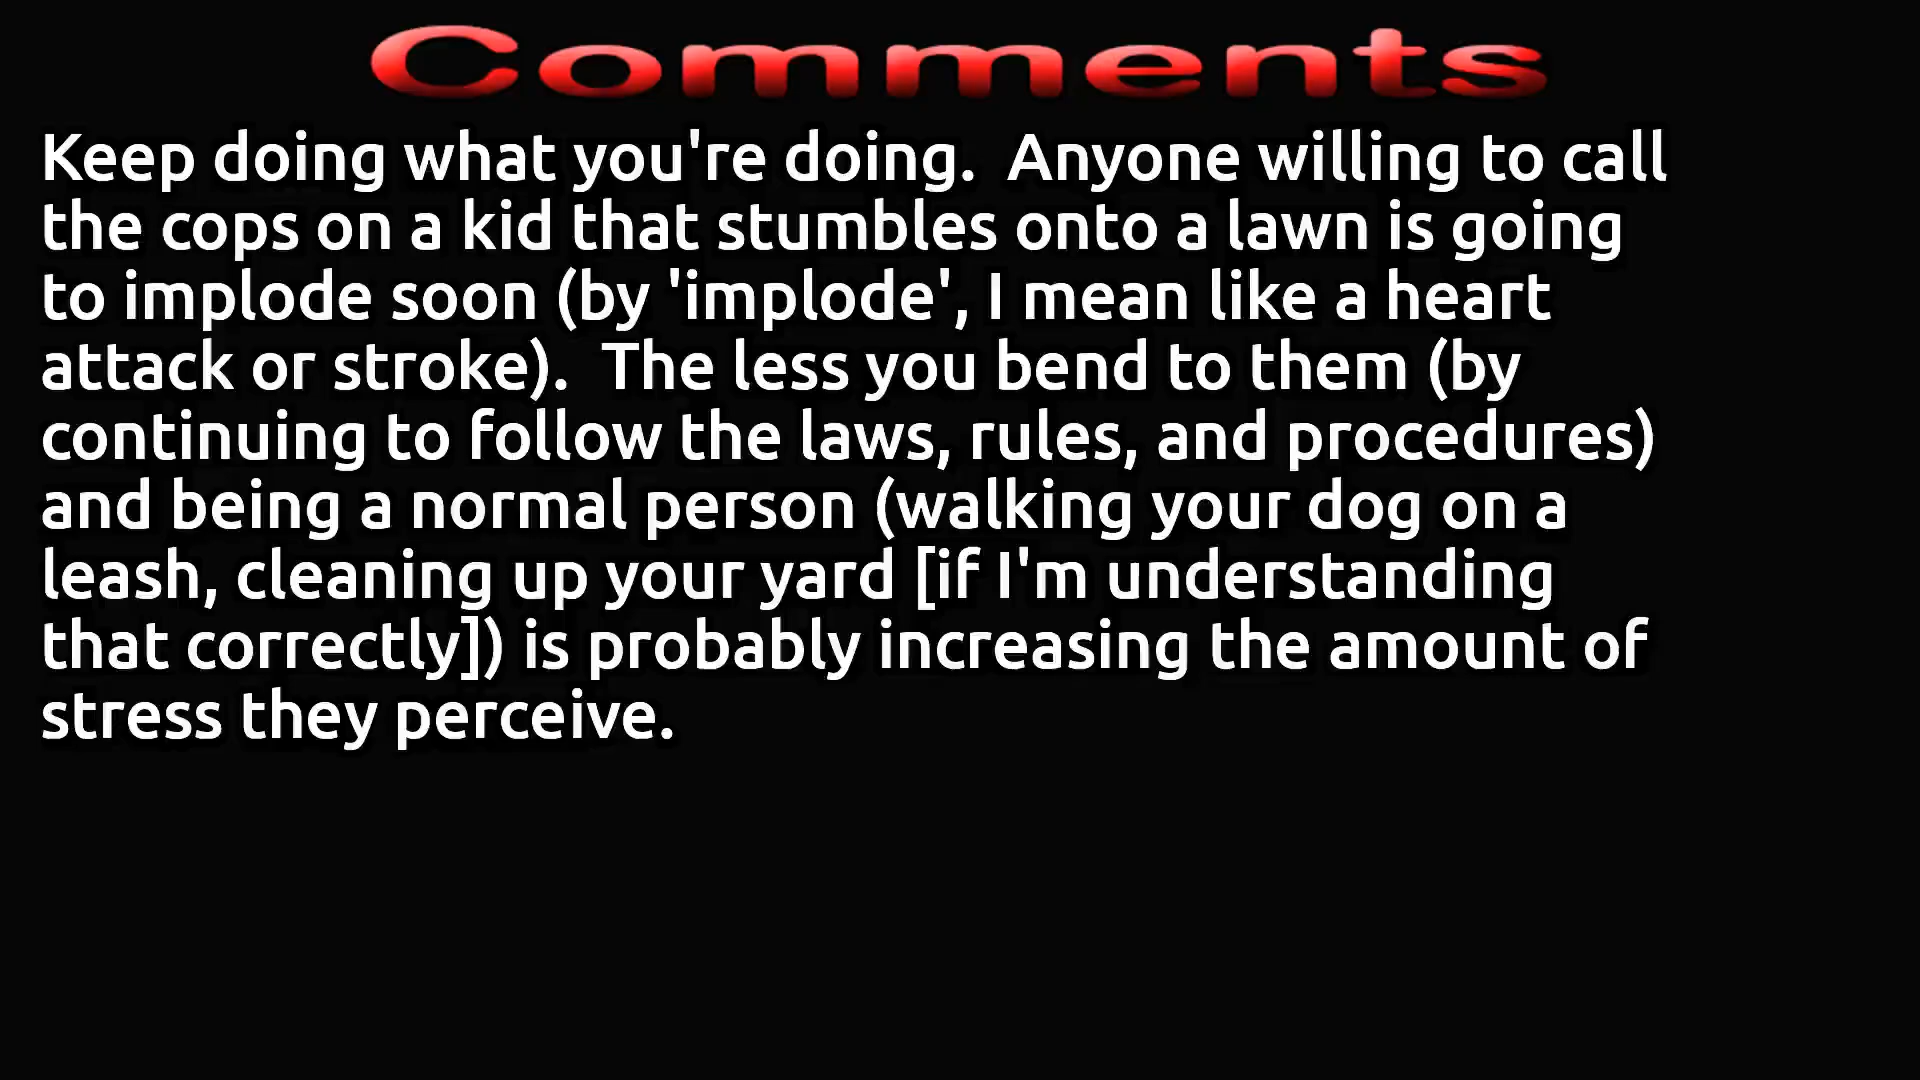 Comments
Keep doing what you're doing.  Anyone willing to call
the cops on a kid that stumbles onto a lawn is going
to implode soon (by 'implode', I mean like a heart
attack or stroke).  The less you bend to them (by
continuing to follow the laws, rules, and procedures)
and being a normal person (walking your dog on a
leash, cleaning up your yard [if I'm understanding
that correctly]) is probably increasing the amount of
stress they perceive.